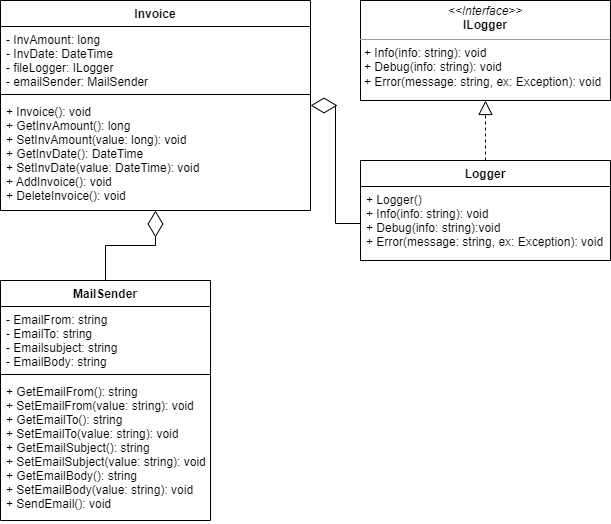 Invoice
- InvAmount: long
- InvDate: DateTime
- fileLogger: ILogger
- emailSender: MailSender
+ Invoice(): void
+ GetInvAmount(): long
+ SetInvAmount(value: long): void
+ GetInvDate(): DateTime
+ SetInvDate(value: DateTime): void
+ AddInvoice(): void
+ DeleteInvoice(): void
<<Interface>>
ILogger
+ Info(info: string): void
+ Debug(info: string): void
+ Error(message: string, ex: Exception): void
Logger
+ Logger()
+ Info(info: string): void
+ Debug(info: string):void
+ Error(message: string, ex: Exception): void
MailSender
- EmailFrom: string
- EmailTo: string
- Emailsubject: string
- EmailBody: string
+ GetEmailFrom(): string
+ SetEmailFrom(value: string): void
+ GetEmailTo(): string
+ SetEmailTo(value: string): void
+ GetEmailSubject(): string
+ SetEmailSubject(value: string): void
+ GetEmailBody(): string
+ SetEmailBody(value: string): void
+ SendEmail(): void